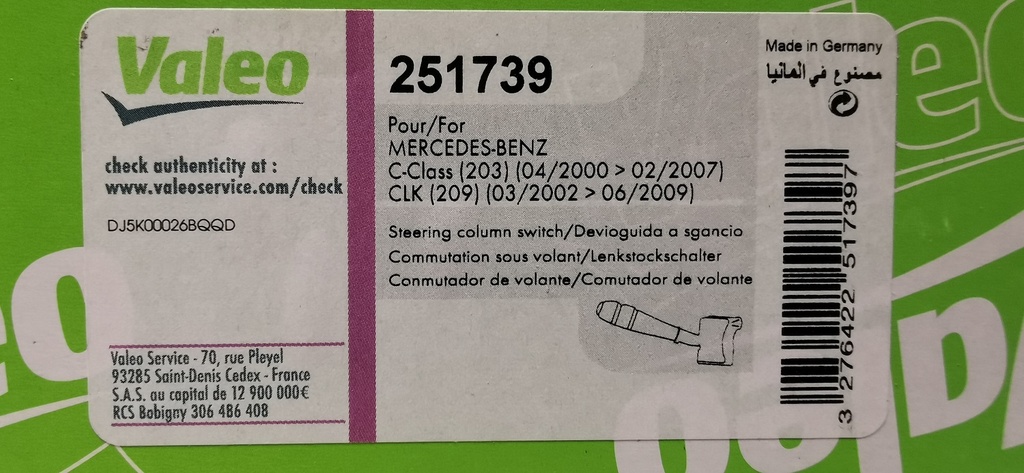 Valeo
check authenticity at :
www.valeoservice.com/check
DJ5K00026BQQD
Valeo Service - 70, rue Pleyel
93285 Saint-Denis Cedex - France
S.A.S. au capital de 12 900 000€
RCS Bobigny 306 486 408
251739
Pour/For
MERCEDES-BENZ
C-Class (203) (04/2000 > 02/2007)
CLK (209) (03/2002 > 06/2009)
Steering column switch/Devioguida a sgancio
Commutation sous volant/Lenkstockschalter
Conmutador de volante/Comutador de volante
Made in Germany
مصنوع في المانيا
3 276422 517397